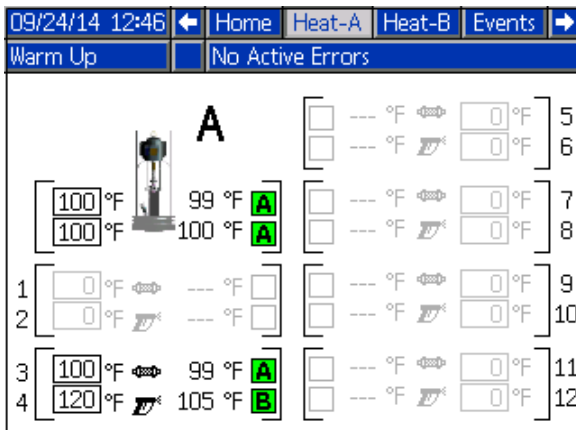 09/24/14 12:46 Home Heat-A Heat-B Events
Warm Up No Active Errors
A
100 °F 99 °F A
100 °F 100 °F A
1 0 °F --- °F
2 0 °F --- °F
3 100 °F 99 °F A
4 120 °F 105 °F B
--- °F 0 °F 5
--- °F 0 °F 6
--- °F 0 °F 7
--- °F 0 °F 8
--- °F 0 °F 9
--- °F 0 °F 10
--- °F 0 °F 11
--- °F 0 °F 12